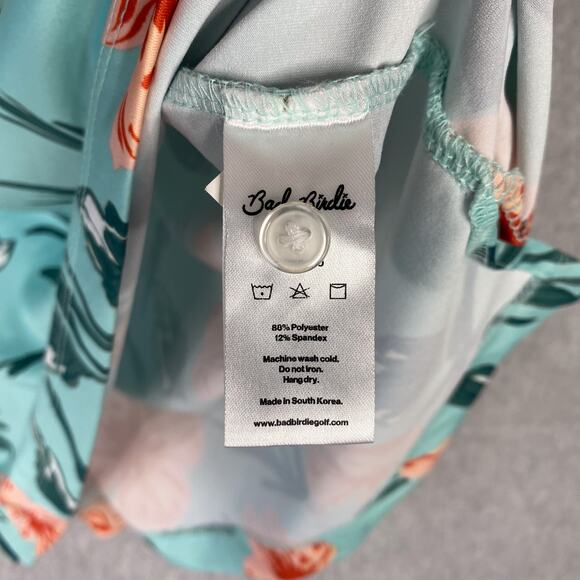 Bad Birdie
80% Polyester
12% Spandex
Machine wash cold.
Do not iron.
Hang dry.
Made in South Korea.
www.badbirdiegolf.com